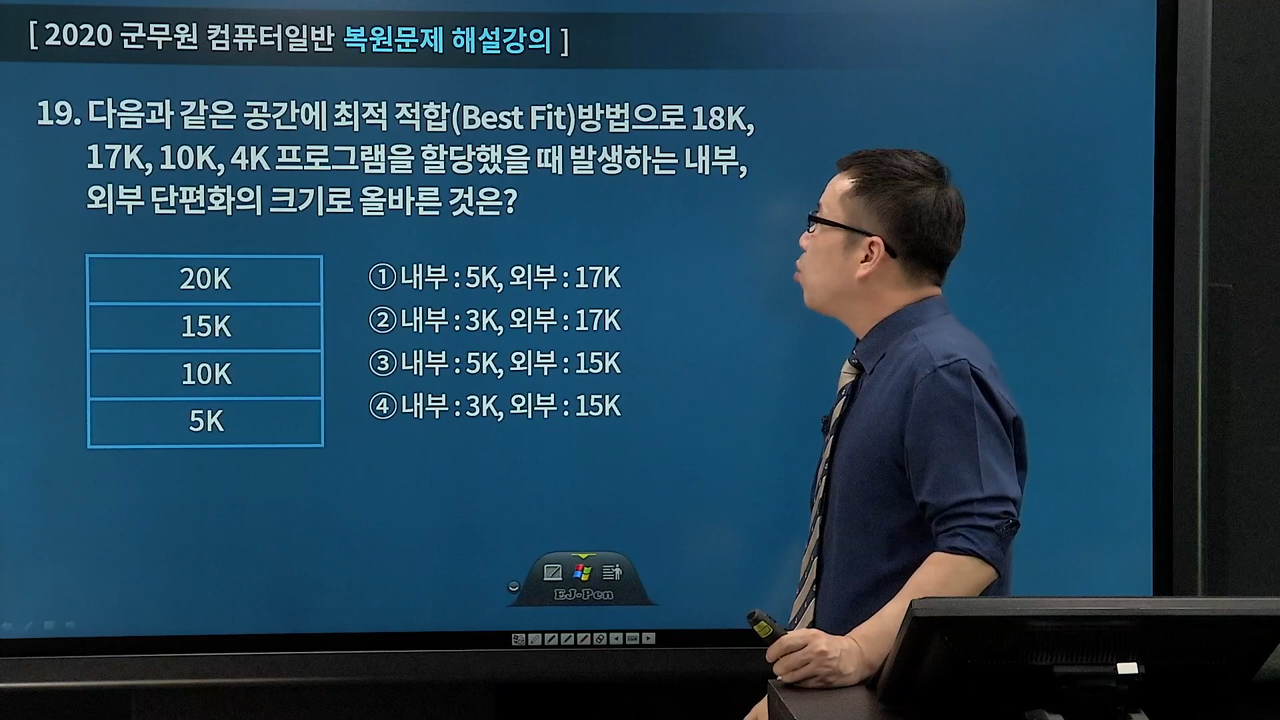 [ 2020 군무원 컴퓨터일반 복원문제 해설강의 ]
19. 다음과 같은 공간에 최적 적합(Best Fit)방법으로 18K,
17K, 10K, 4K 프로그램을 할당했을 때 발생하는 내부,
외부 단편화의 크기로 올바른 것은?
20K
15K
10K
5K
① 내부 : 5K, 외부 : 17K
② 내부 : 3K, 외부 : 17K
③ 내부 : 5K, 외부 : 15K
④ 내부 : 3K, 외부 : 15K
EJ-Pen